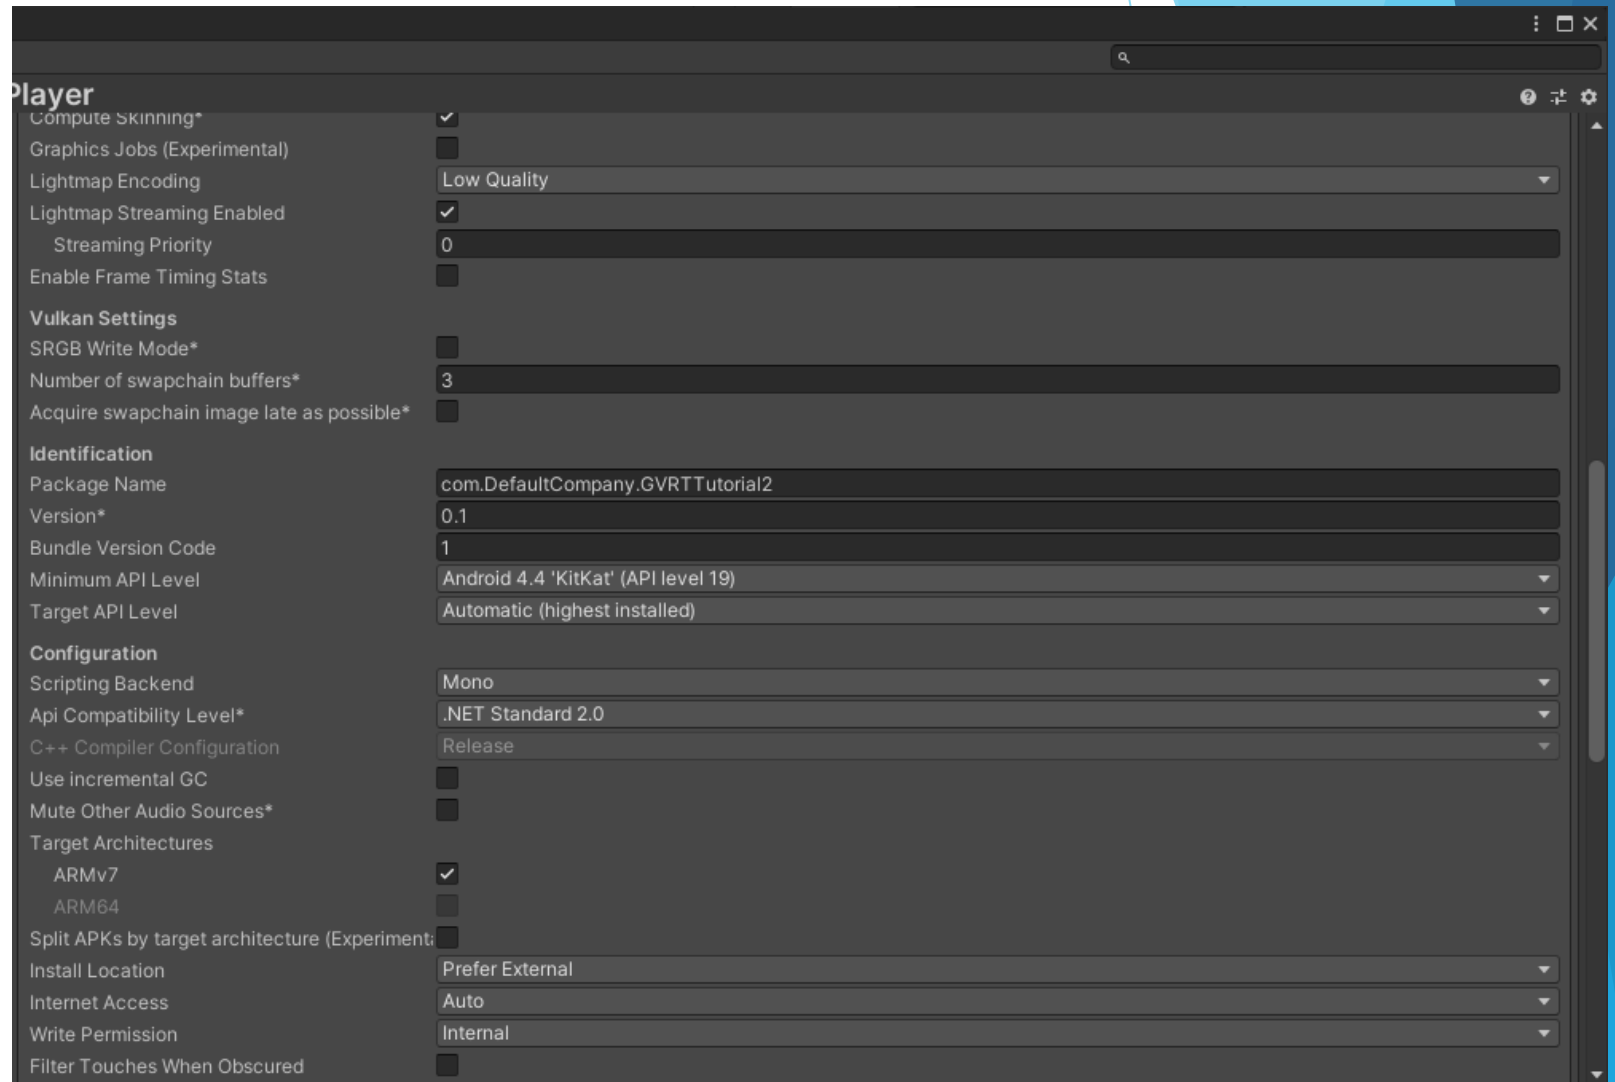 Player
Compute Skinning*
Graphics Jobs (Experimental)
Lightmap Encoding Low Quality
Lightmap Streaming Enabled
Streaming Priority 0
Enable Frame Timing Stats
Vulkan Settings
SRGB Write Mode*
Number of swapchain buffers* 3
Acquire swapchain image late as possible*
Identification
Package Name com.DefaultCompany.GVRTTutorial2
Version* 0.1
Bundle Version Code 1
Minimum API Level Android 4.4 'KitKat' (API level 19)
Target API Level Automatic (highest installed)
Configuration
Scripting Backend Mono
Api Compatibility Level* .NET Standard 2.0
C++ Compiler Configuration Release
Use incremental GC
Mute Other Audio Sources*
Target Architectures
ARMv7
ARM64
Split APKs by target architecture (Experimenta
Install Location Prefer External
Internet Access Auto
Write Permission Internal
Filter Touches When Obscured